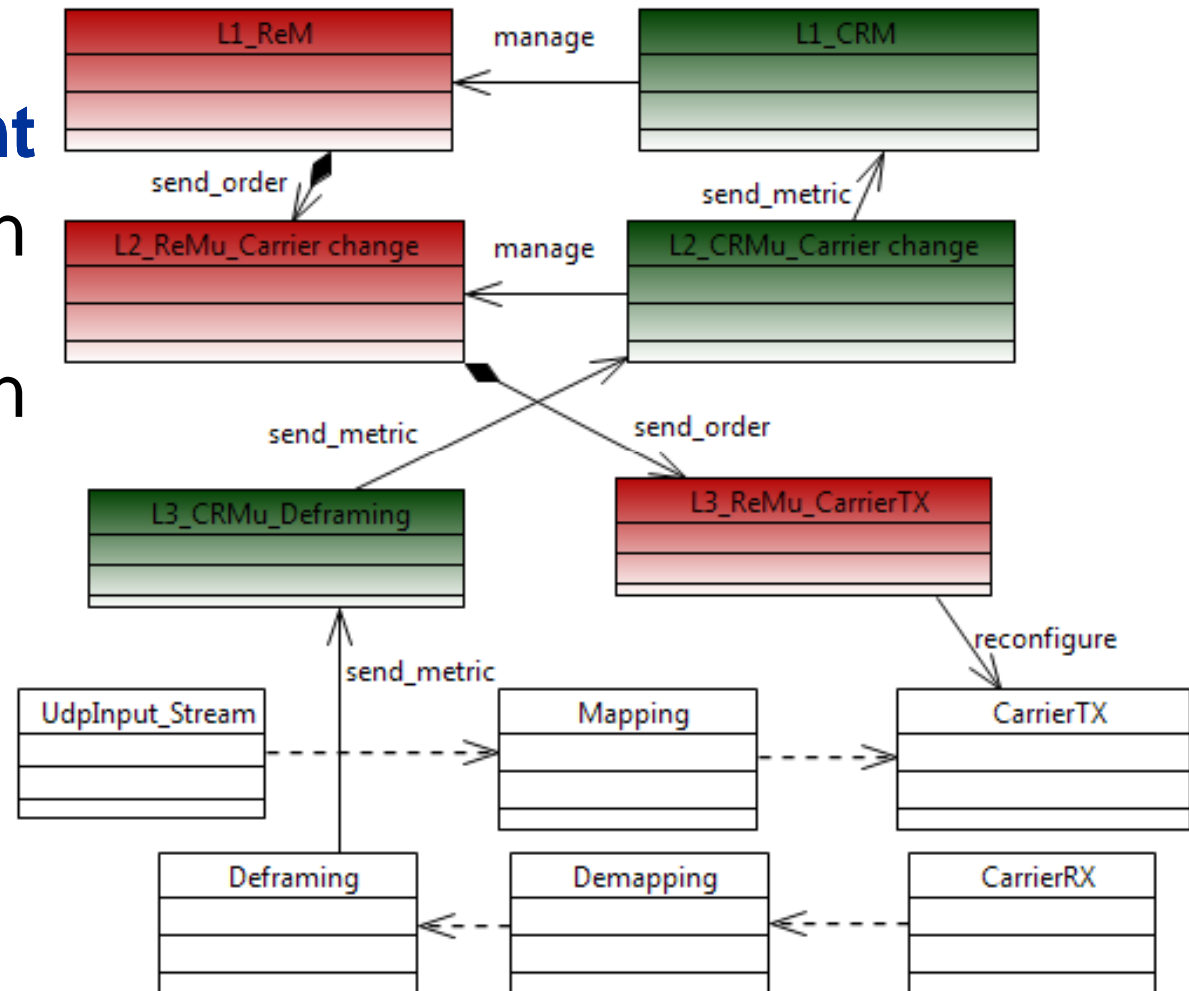 L1_ReM
manage
L1_CRM
nt
send_order
send_metric
n
L2_ReMu_Carrier change
manage
L2_CRMu_Carrier change
n
send_metric
send_order
L3_CRMu_Deframing
L3_ReMu_CarrierTX
reconfigure
send_metric
UdpInput_Stream
Mapping
CarrierTX
Deframing
Demapping
CarrierRX